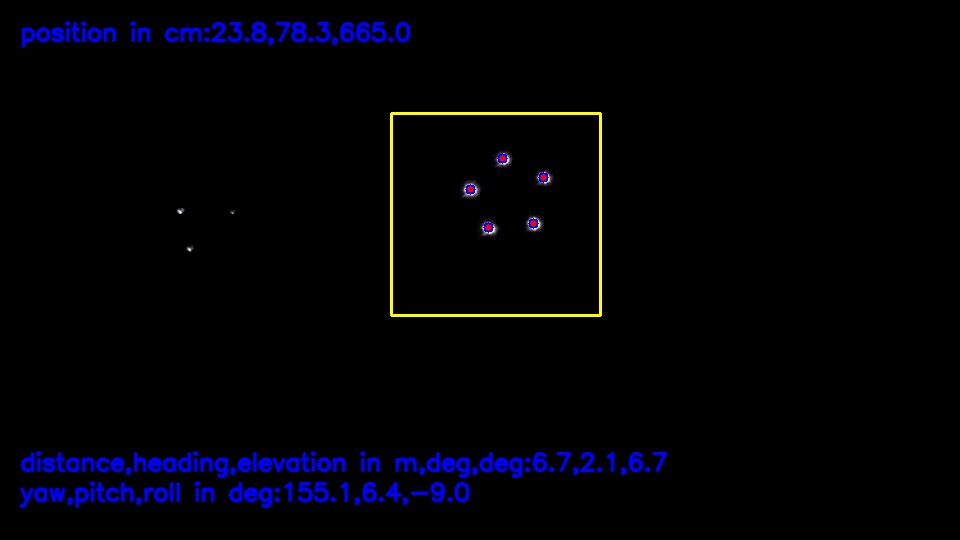 position in cm:23.8,78.3,665.0
distance,heading,elevation in m,deg,deg:6.7,2.1,6.7
yaw,pitch,roll in deg:155.1,6.4,-9.0